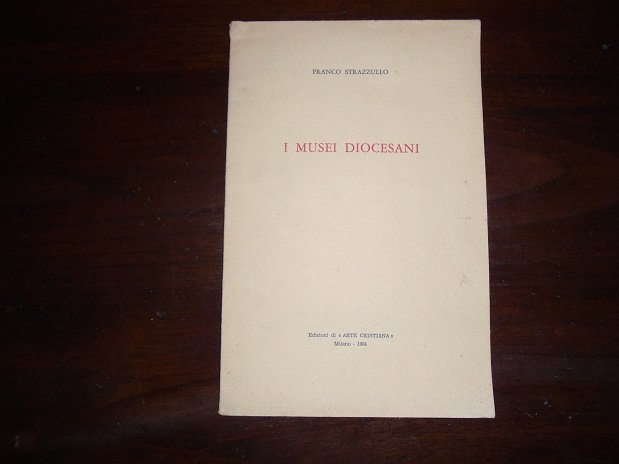 FRANCO STRAZZULLO
I MUSEI DIOCESANI
Edizioni di « ARTE CRISTIANA »
Milano - 1964